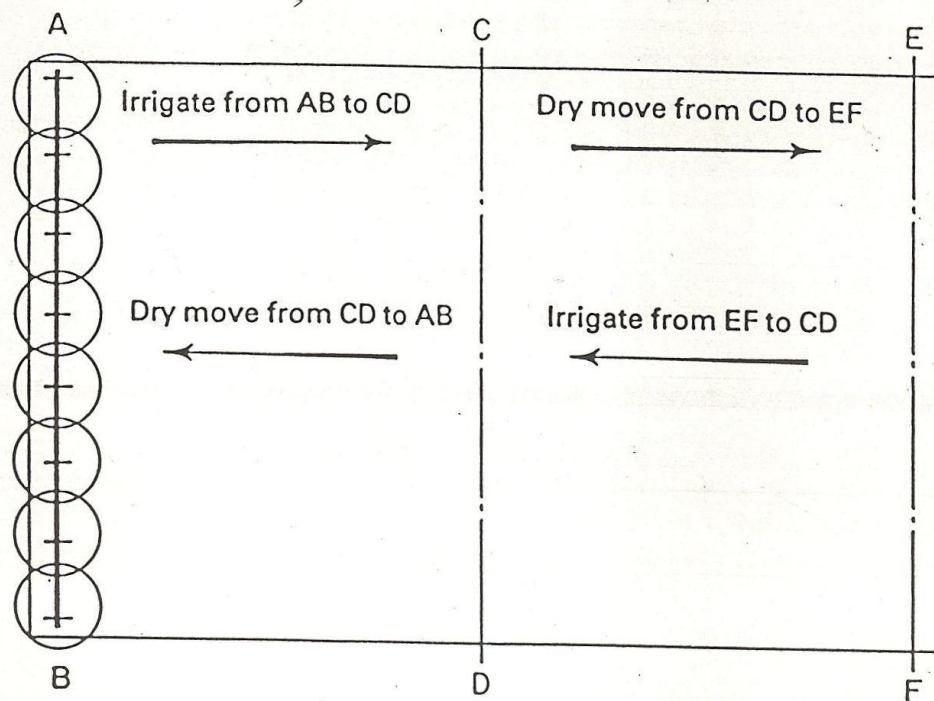 A
C
E
Irrigate from AB to CD
Dry move from CD to EF
Dry move from CD to AB
Irrigate from EF to CD
B
D
F